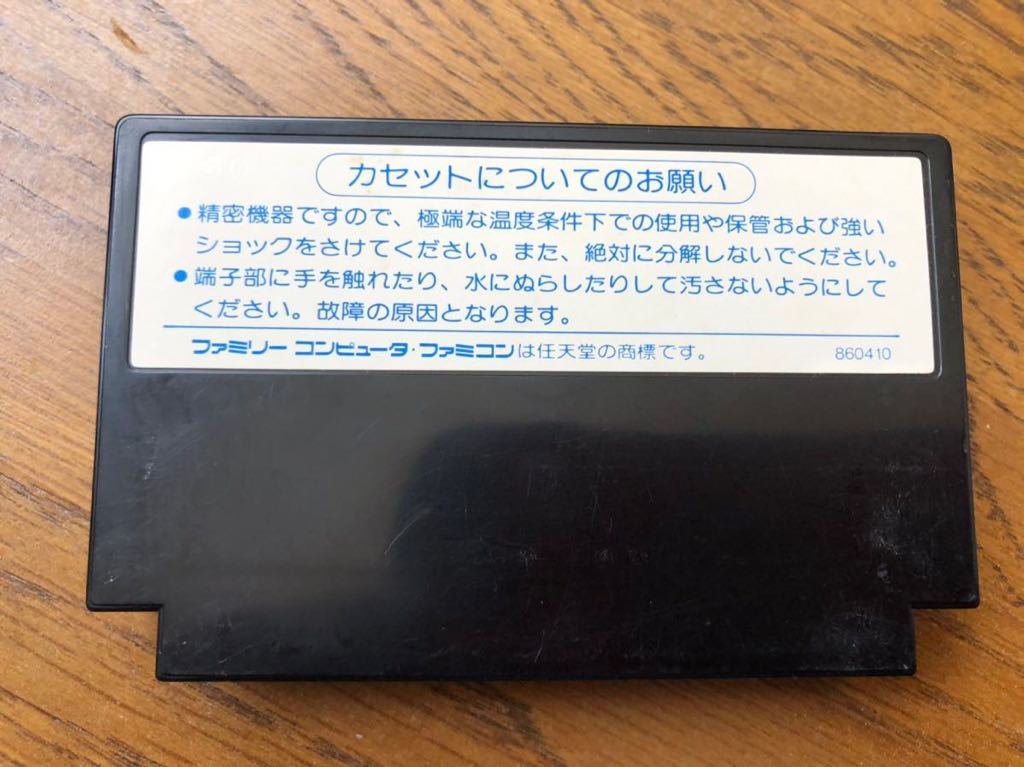 カセットについてのお願い
●精密機器ですので、極端な温度条件下での使用や保管および強い
ショックをさけてください。また、絶対に分解しないでください。
●端子部に手を触れたり、水にぬらしたりして汚さないようにして
ください。故障の原因となります。
ファミリー コンピュータ・ファミコンは任天堂の商標です。 860410